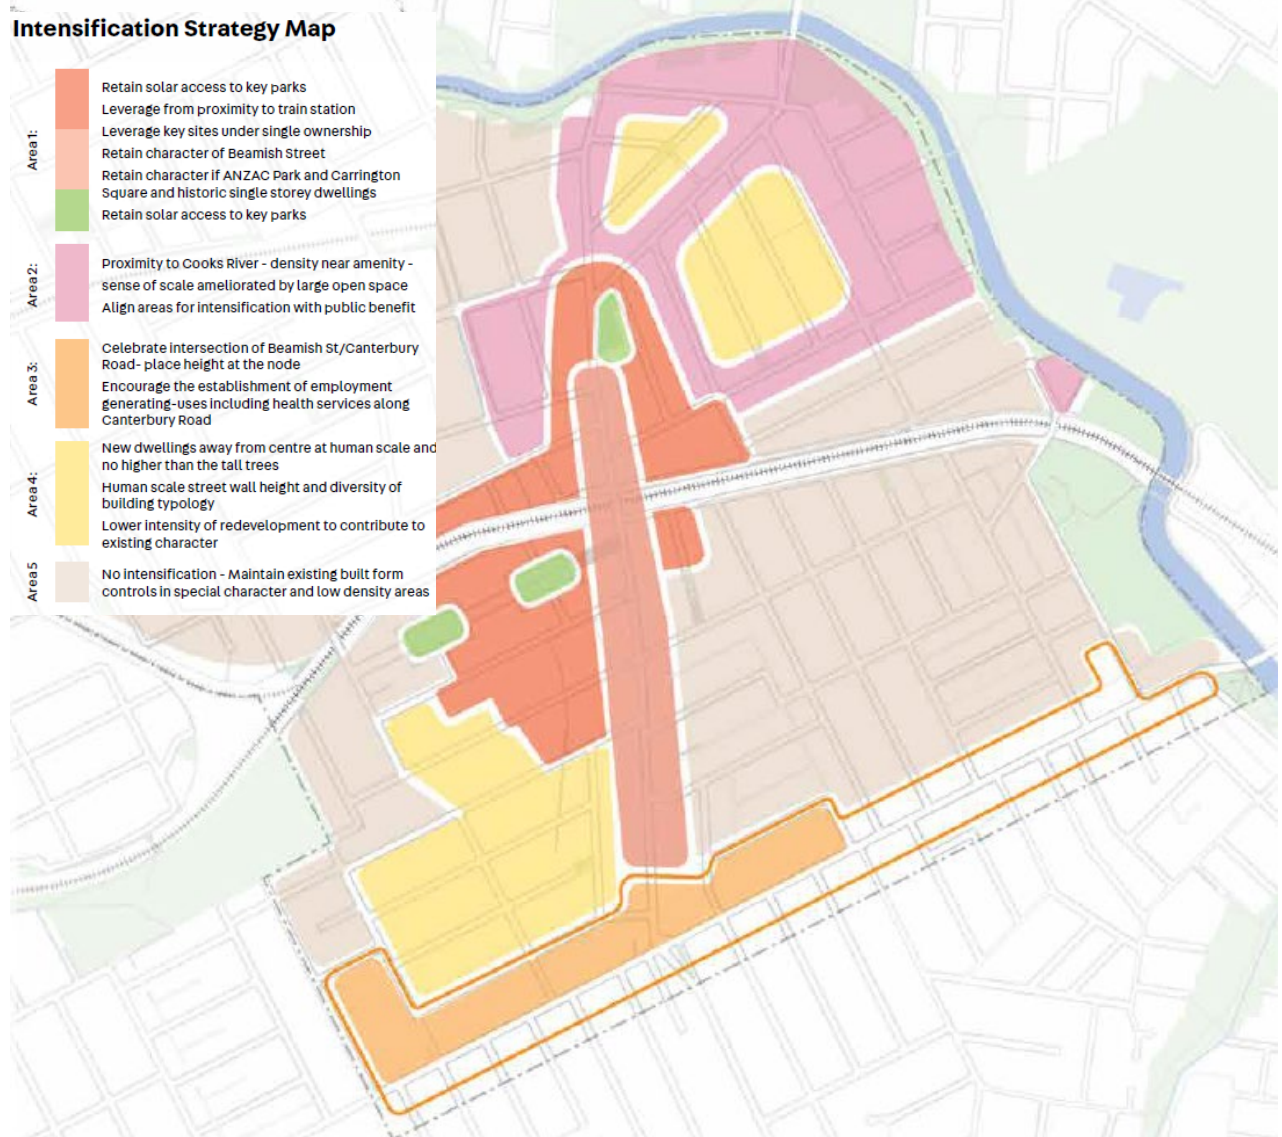 Intensification Strategy Map
Area 1:
Retain solar access to key parks
Leverage from proximity to train station
Leverage key sites under single ownership
Retain character of Beamish Street
Retain character if ANZAC Park and Carrington
Square and historic single storey dwellings
Retain solar access to key parks
Area 2:
Proximity to Cooks River - density near amenity -
sense of scale ameliorated by large open space
Align areas for intensification with public benefit
Area 3:
Celebrate intersection of Beamish St/Canterbury
Road- place height at the node
Encourage the establishment of employment
generating-uses including health services along
Canterbury Road
Area 4:
New dwellings away from centre at human scale and
no higher than the tall trees
Human scale street wall height and diversity of
building typology
Lower intensity of redevelopment to contribute to
existing character
Area 5
No intensification - Maintain existing built form
controls in special character and low density areas